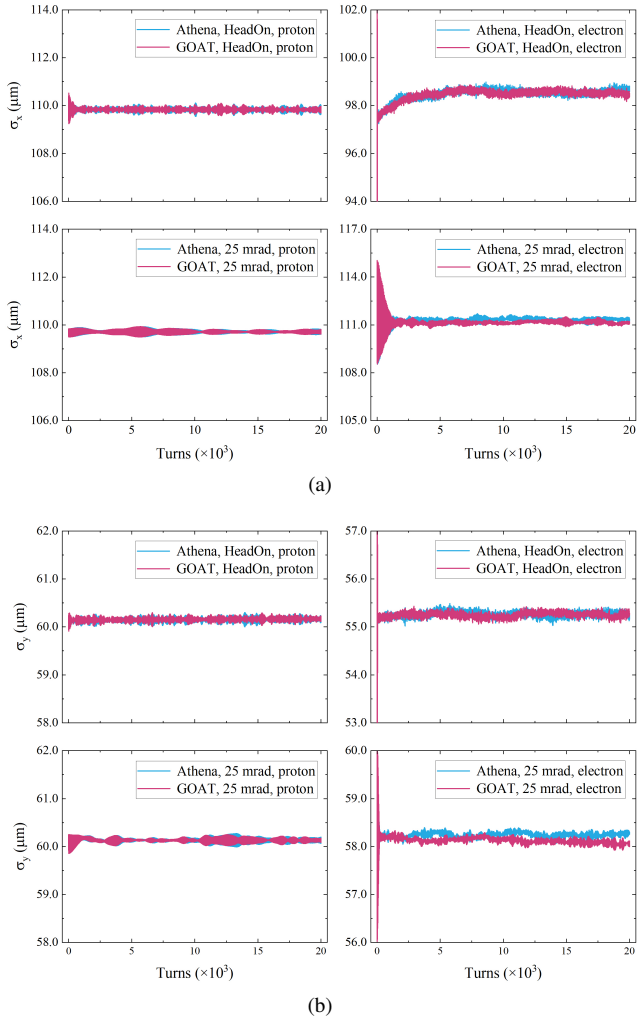 114.0
112.0
110.0
108.0
106.0
σx (μm)
Athena, HeadOn, proton
GOAT, HeadOn, proton
102.0
100.0
98.0
96.0
94.0
Athena, HeadOn, electron
GOAT, HeadOn, electron
114.0
112.0
110.0
108.0
106.0
σx (μm)
Athena, 25 mrad, proton
GOAT, 25 mrad, proton
0 5 10 15 20
Turns (×10³)
117.0
114.0
111.0
108.0
105.0
Athena, 25 mrad, electron
GOAT, 25 mrad, electron
0 5 10 15 20
Turns (×10³)
(a)
62.0
61.0
60.0
59.0
58.0
σy (μm)
Athena, HeadOn, proton
GOAT, HeadOn, proton
57.0
56.0
55.0
54.0
53.0
Athena, HeadOn, electron
GOAT, HeadOn, electron
62.0
61.0
60.0
59.0
58.0
σy (μm)
Athena, 25 mrad, proton
GOAT, 25 mrad, proton
0 5 10 15 20
Turns (×10³)
60.0
59.0
58.0
57.0
56.0
Athena, 25 mrad, electron
GOAT, 25 mrad, electron
0 5 10 15 20
Turns (×10³)
(b)